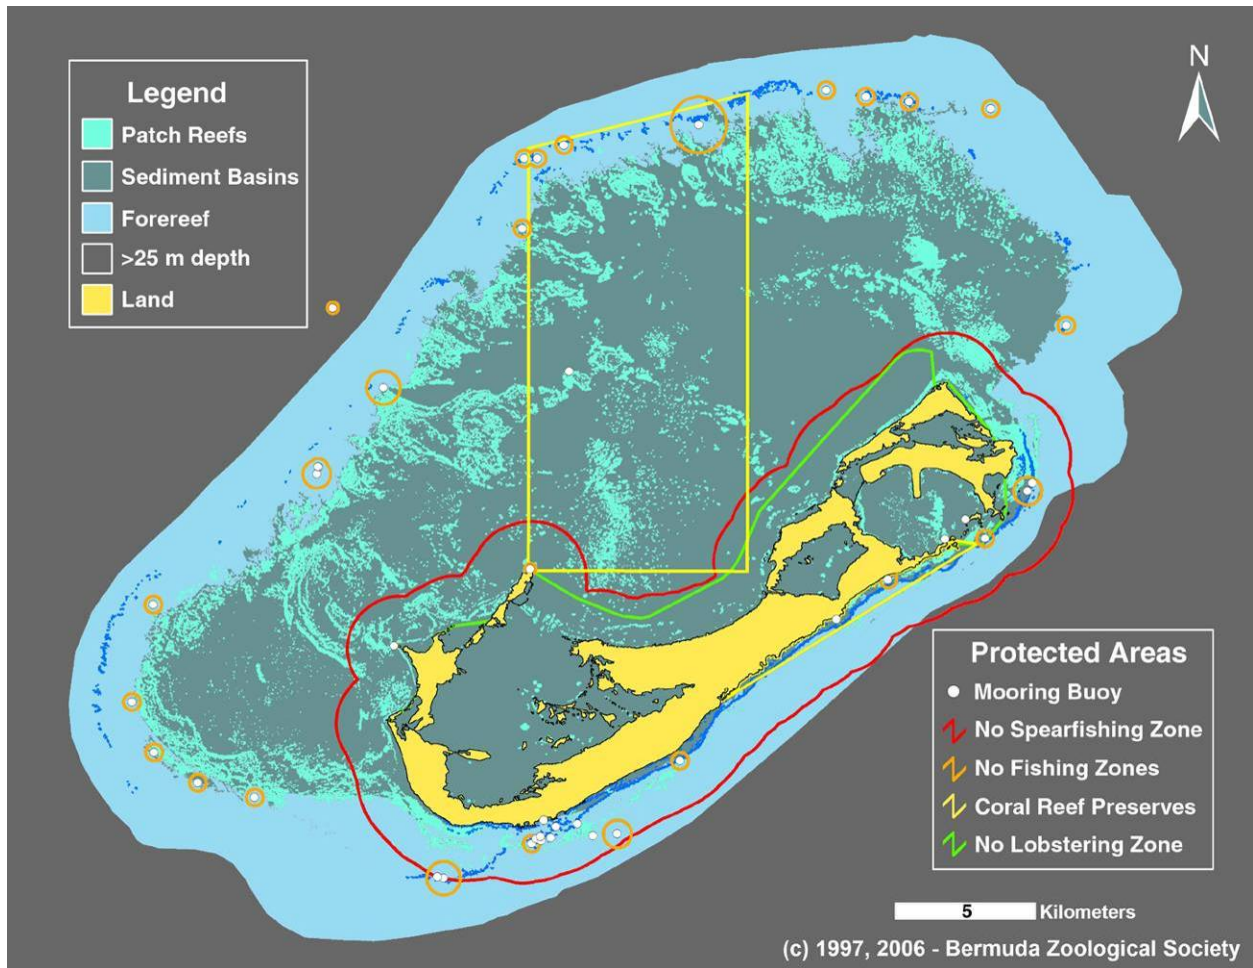 N
Legend
Patch Reefs
Sediment Basins
Forereef
>25 m depth
Land
Protected Areas
Mooring Buoy
No Spearfishing Zone
No Fishing Zones
Coral Reef Preserves
No Lobstering Zone
5 Kilometers
(c) 1997, 2006 - Bermuda Zoological Society